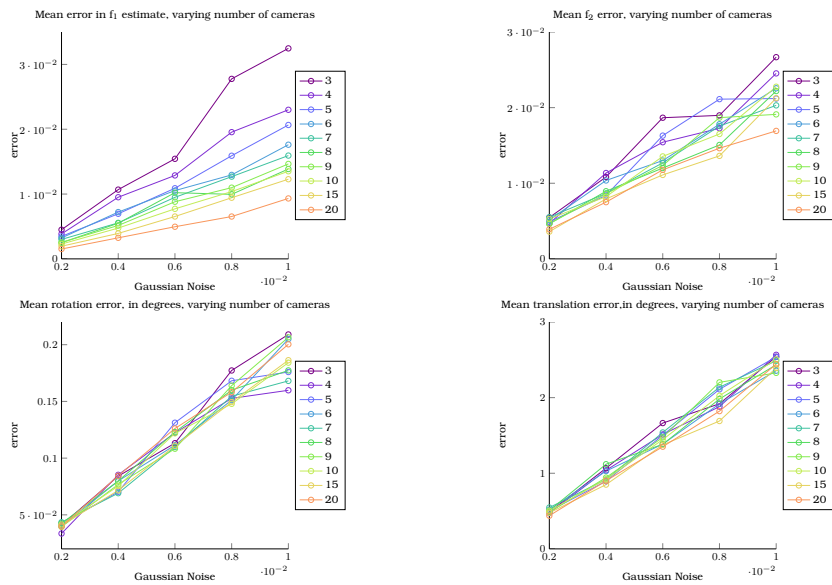 Mean error in f₁ estimate, varying number of cameras
3 · 10⁻²
2 · 10⁻²
1 · 10⁻²
0
error
0.2 0.4 0.6 0.8 1
·10⁻²
Gaussian Noise
3
4
5
6
7
8
9
10
15
20
Mean f₂ error, varying number of cameras
3 · 10⁻²
2 · 10⁻²
1 · 10⁻²
0
error
0.2 0.4 0.6 0.8 1
·10⁻²
Gaussian Noise
3
4
5
6
7
8
9
10
15
20
Mean rotation error, in degrees, varying number of cameras
0.2
0.15
0.1
5 · 10⁻²
error
0.2 0.4 0.6 0.8 1
·10⁻²
Gaussian Noise
3
4
5
6
7
8
9
10
15
20
Mean translation error,in degrees, varying number of cameras
3
2
1
0
error
0.2 0.4 0.6 0.8 1
·10⁻²
Gaussian Noise
3
4
5
6
7
8
9
10
15
20